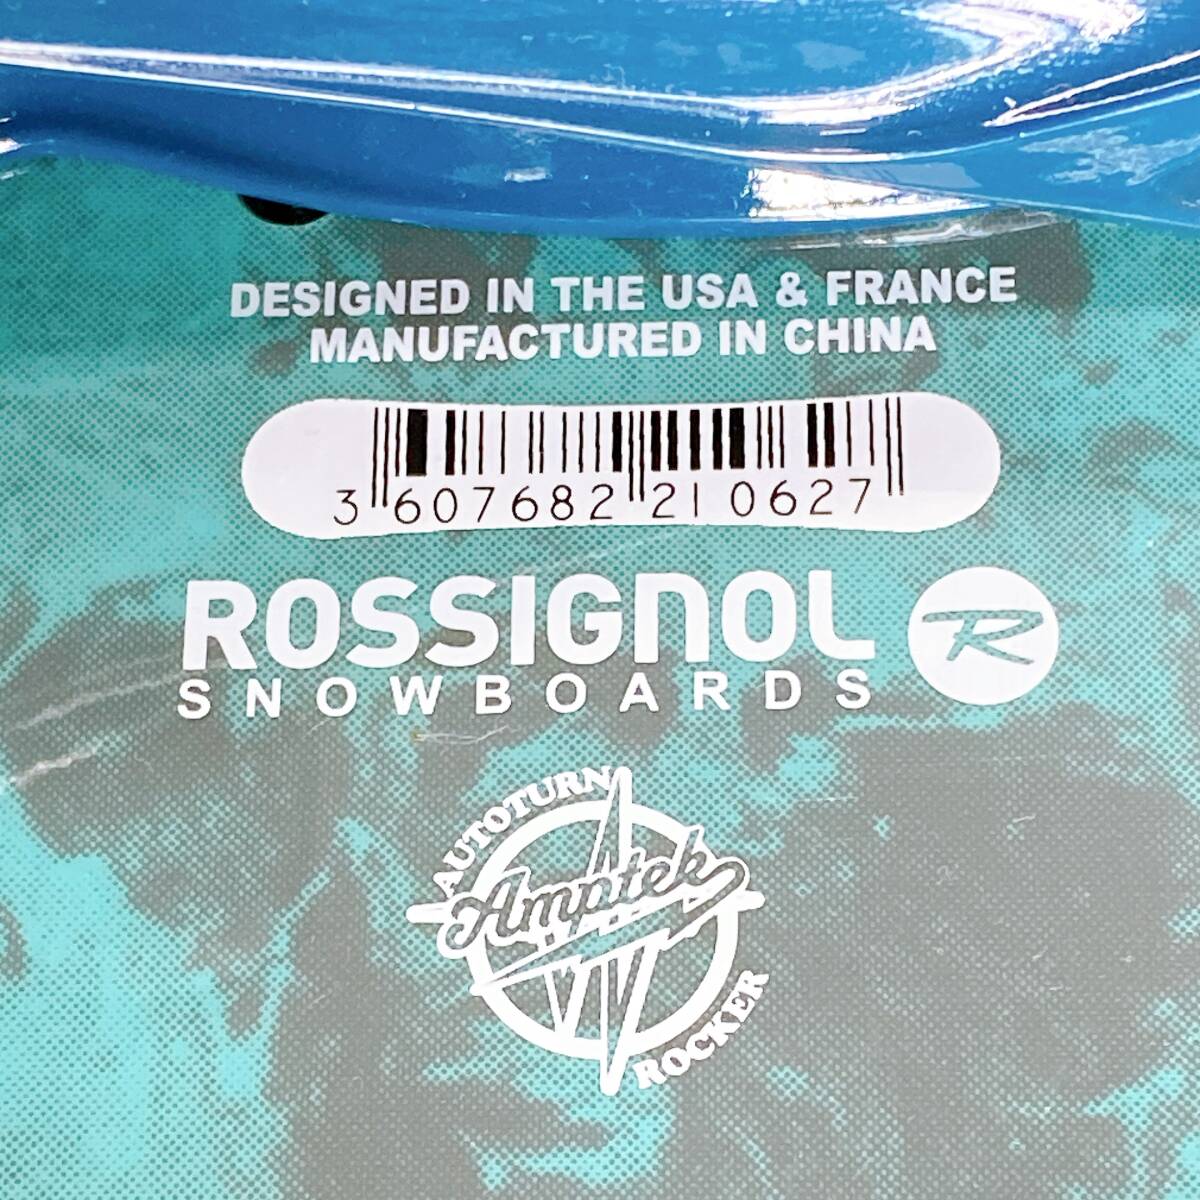 DESIGNED IN THE USA & FRANCE
MANUFACTURED IN CHINA
3 607682 210627
ROSSIGNOL R
SNOWBOARDS
AUTOTURN
Amptek
ROCKER